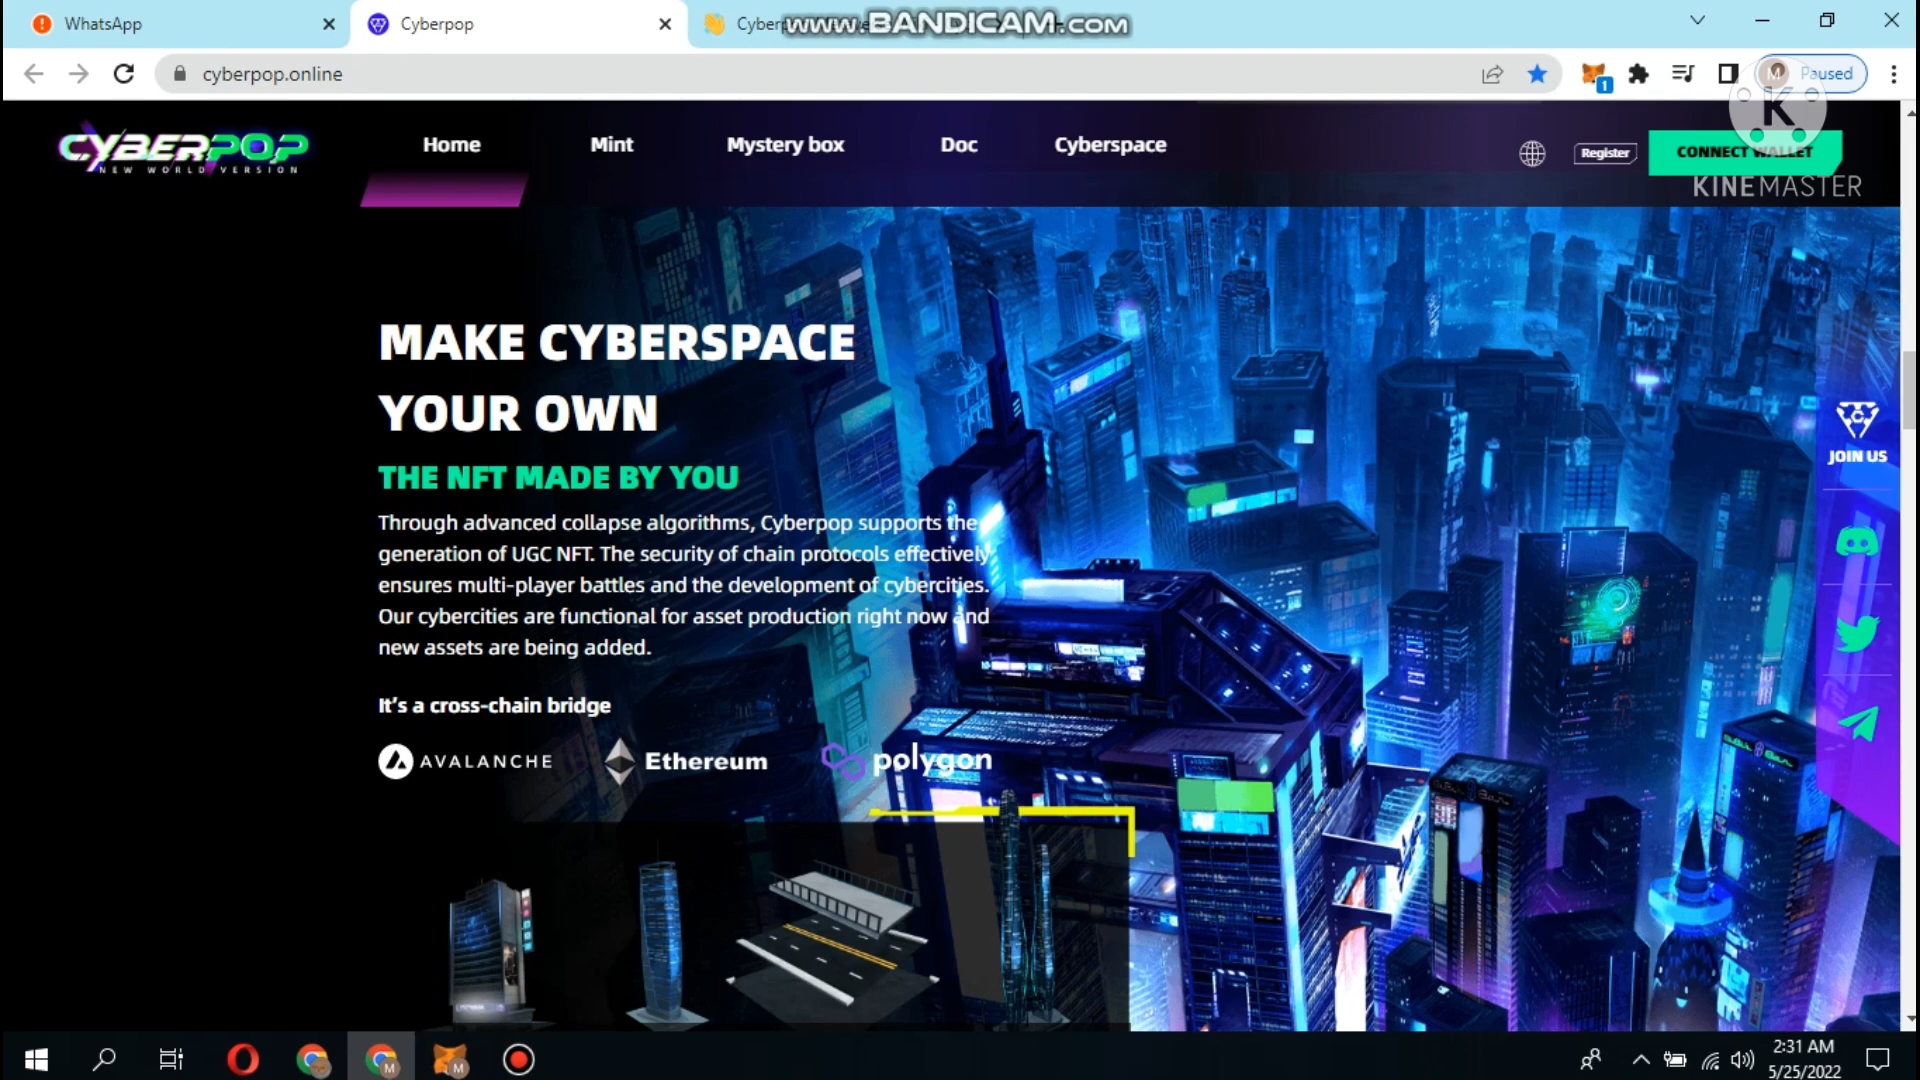 WhatsApp
Cyberpop
Cyber
www.BANDICAM.COM
cyberpop.online
1
M
Paused
K
CYBERPOP
NEW WORLD VERSION
Home
Mint
Mystery box
Doc
Cyberspace
Register
CONNECT WALLET
KINEMASTER
MAKE CYBERSPACE
YOUR OWN
THE NFT MADE BY YOU
Through advanced collapse algorithms, Cyberpop supports the
generation of UGC NFT. The security of chain protocols effectively
ensures multi-player battles and the development of cybercities.
Our cybercities are functional for asset production right now and
new assets are being added.
It's a cross-chain bridge
AVALANCHE
Ethereum
polygon
JOIN US
M
M
2:31 AM
5/25/2022